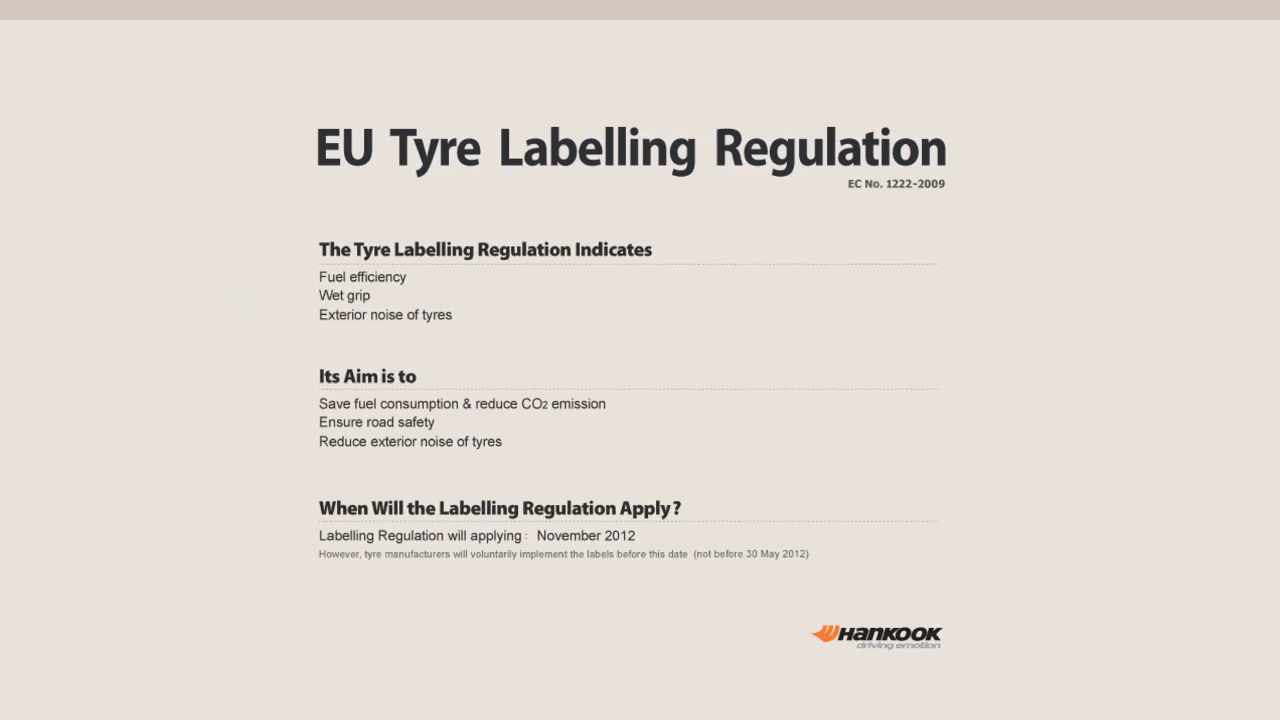 EU Tyre Labelling Regulation
EC No. 1222-2009
The Tyre Labelling Regulation Indicates
Fuel efficiency
Wet grip
Exterior noise of tyres
Its Aim is to
Save fuel consumption & reduce CO2 emission
Ensure road safety
Reduce exterior noise of tyres
When Will the Labelling Regulation Apply?
Labelling Regulation will applying : November 2012
However, tyre manufacturers will voluntarily implement the labels before this date (not before 30 May 2012)
HANKOOK
driving emotion